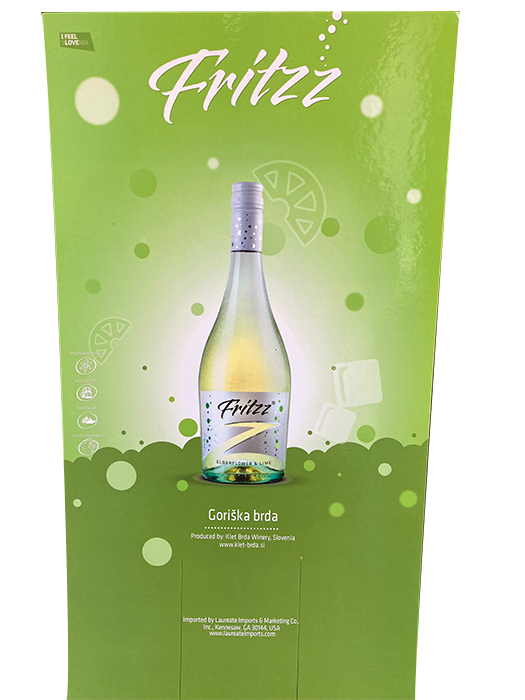 I FEEL
sLOVEnia
Fritzz
Fritzz
ELDERFLOWER & LIME
Goriška brda
Produced by: Klet Brda Winery, Slovenia
www.klet-brda.si
Imported by Laureate Imports & Marketing Co.,
Inc., Kennesaw, GA 30144, USA
www.laureateimports.com